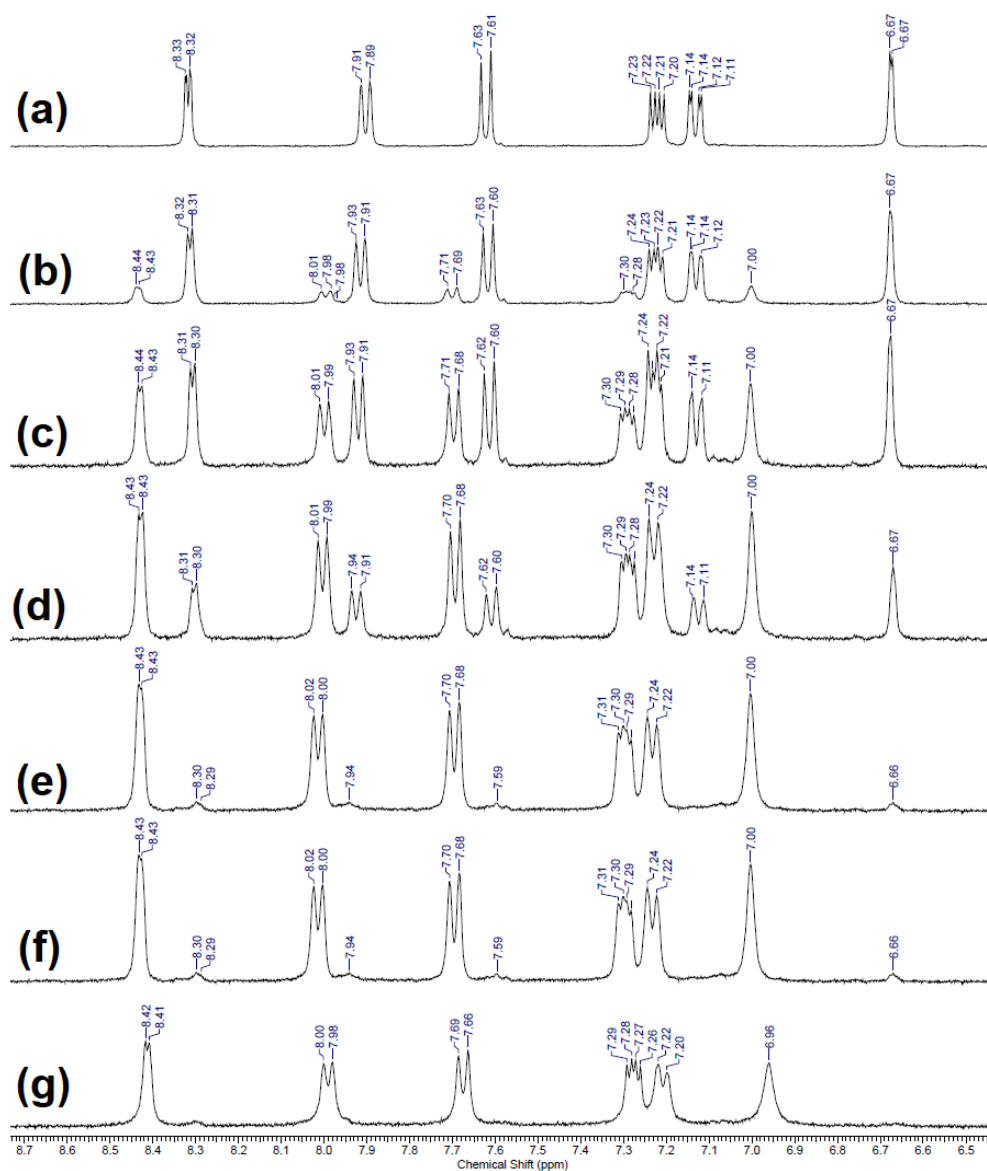 8.33 8.32 7.91 7.89 7.63 7.61 7.23 7.22 7.21 7.20 7.14 7.14 7.12 7.11 6.67 6.67
(a)
8.44 8.43 8.32 8.31 8.01 7.98 7.98 7.93 7.91 7.71 7.69 7.63 7.60 7.30 7.28 7.24 7.23 7.22 7.21 7.14 7.14 7.12 7.00 6.67
(b)
8.44 8.43 8.31 8.30 8.01 7.99 7.93 7.91 7.71 7.68 7.62 7.60 7.30 7.29 7.28 7.24 7.22 7.21 7.14 7.11 7.00 6.67
(c)
8.43 8.43 8.31 8.30 8.01 7.99 7.94 7.91 7.70 7.68 7.62 7.60 7.30 7.29 7.28 7.24 7.22 7.14 7.11 7.00 6.67
(d)
8.43 8.43 8.30 8.29 8.02 8.00 7.94 7.70 7.68 7.59 7.31 7.30 7.29 7.24 7.22 7.00 6.66
(e)
8.43 8.43 8.30 8.29 8.02 8.00 7.94 7.70 7.68 7.59 7.31 7.30 7.29 7.24 7.22 7.00 6.66
(f)
8.42 8.41 8.00 7.98 7.69 7.66 7.29 7.28 7.27 7.26 7.22 7.20 6.96
(g)
8.7 8.6 8.5 8.4 8.3 8.2 8.1 8.0 7.9 7.8 7.7 7.6 7.5 7.4 7.3 7.2 7.1 7.0 6.9 6.8 6.7 6.6 6.5
Chemical Shift (ppm)